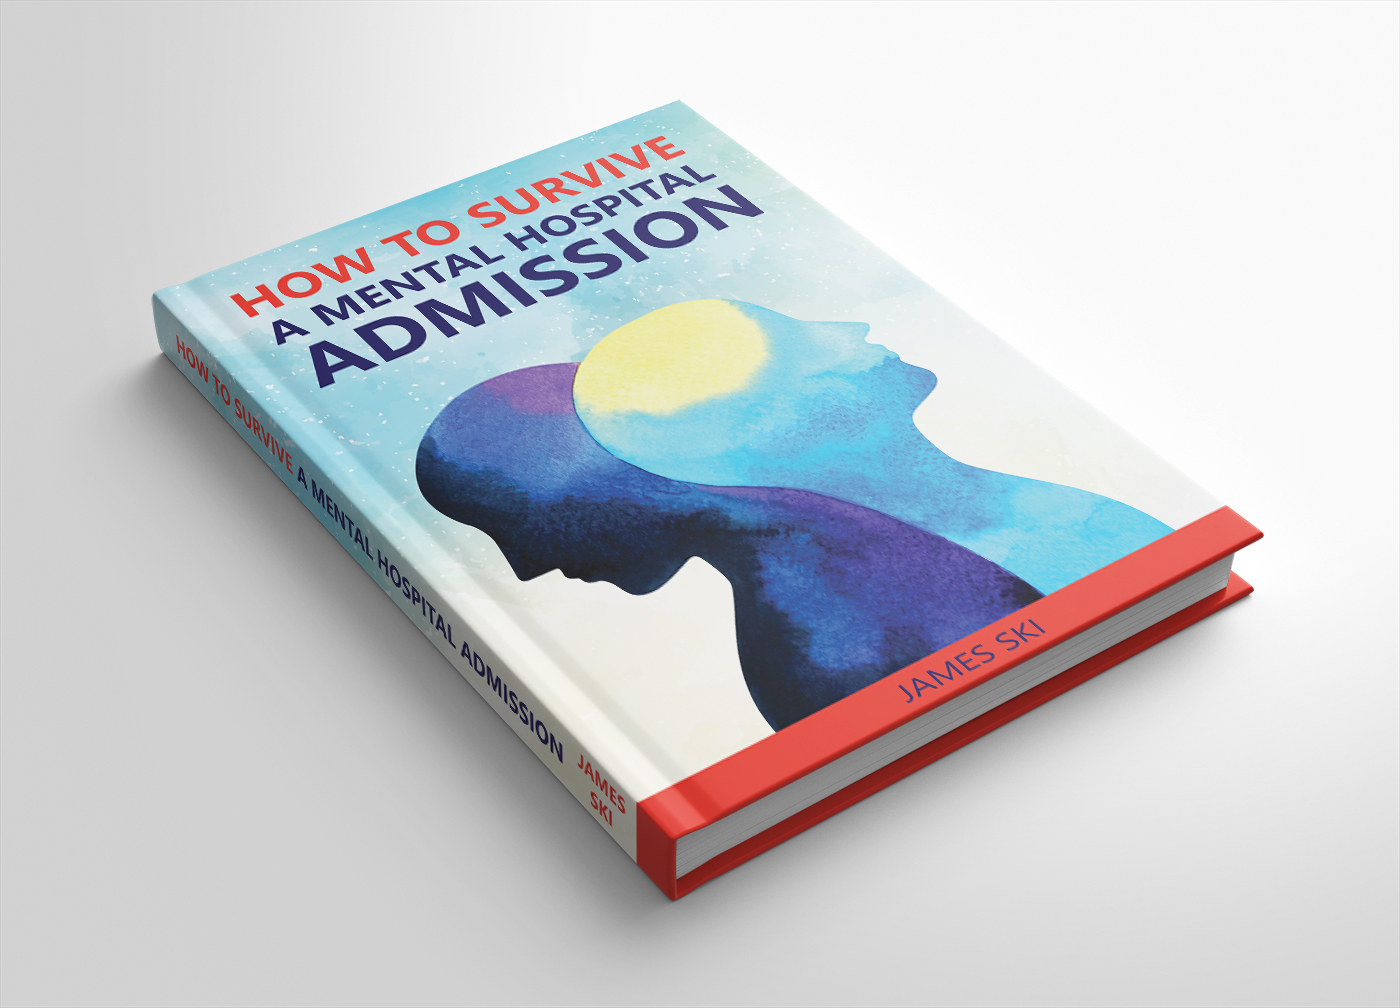 HOW TO SURVIVE
A MENTAL HOSPITAL
ADMISSION
JAMES SKI
HOW TO SURVIVE A MENTAL HOSPITAL ADMISSION
JAMES
SKI